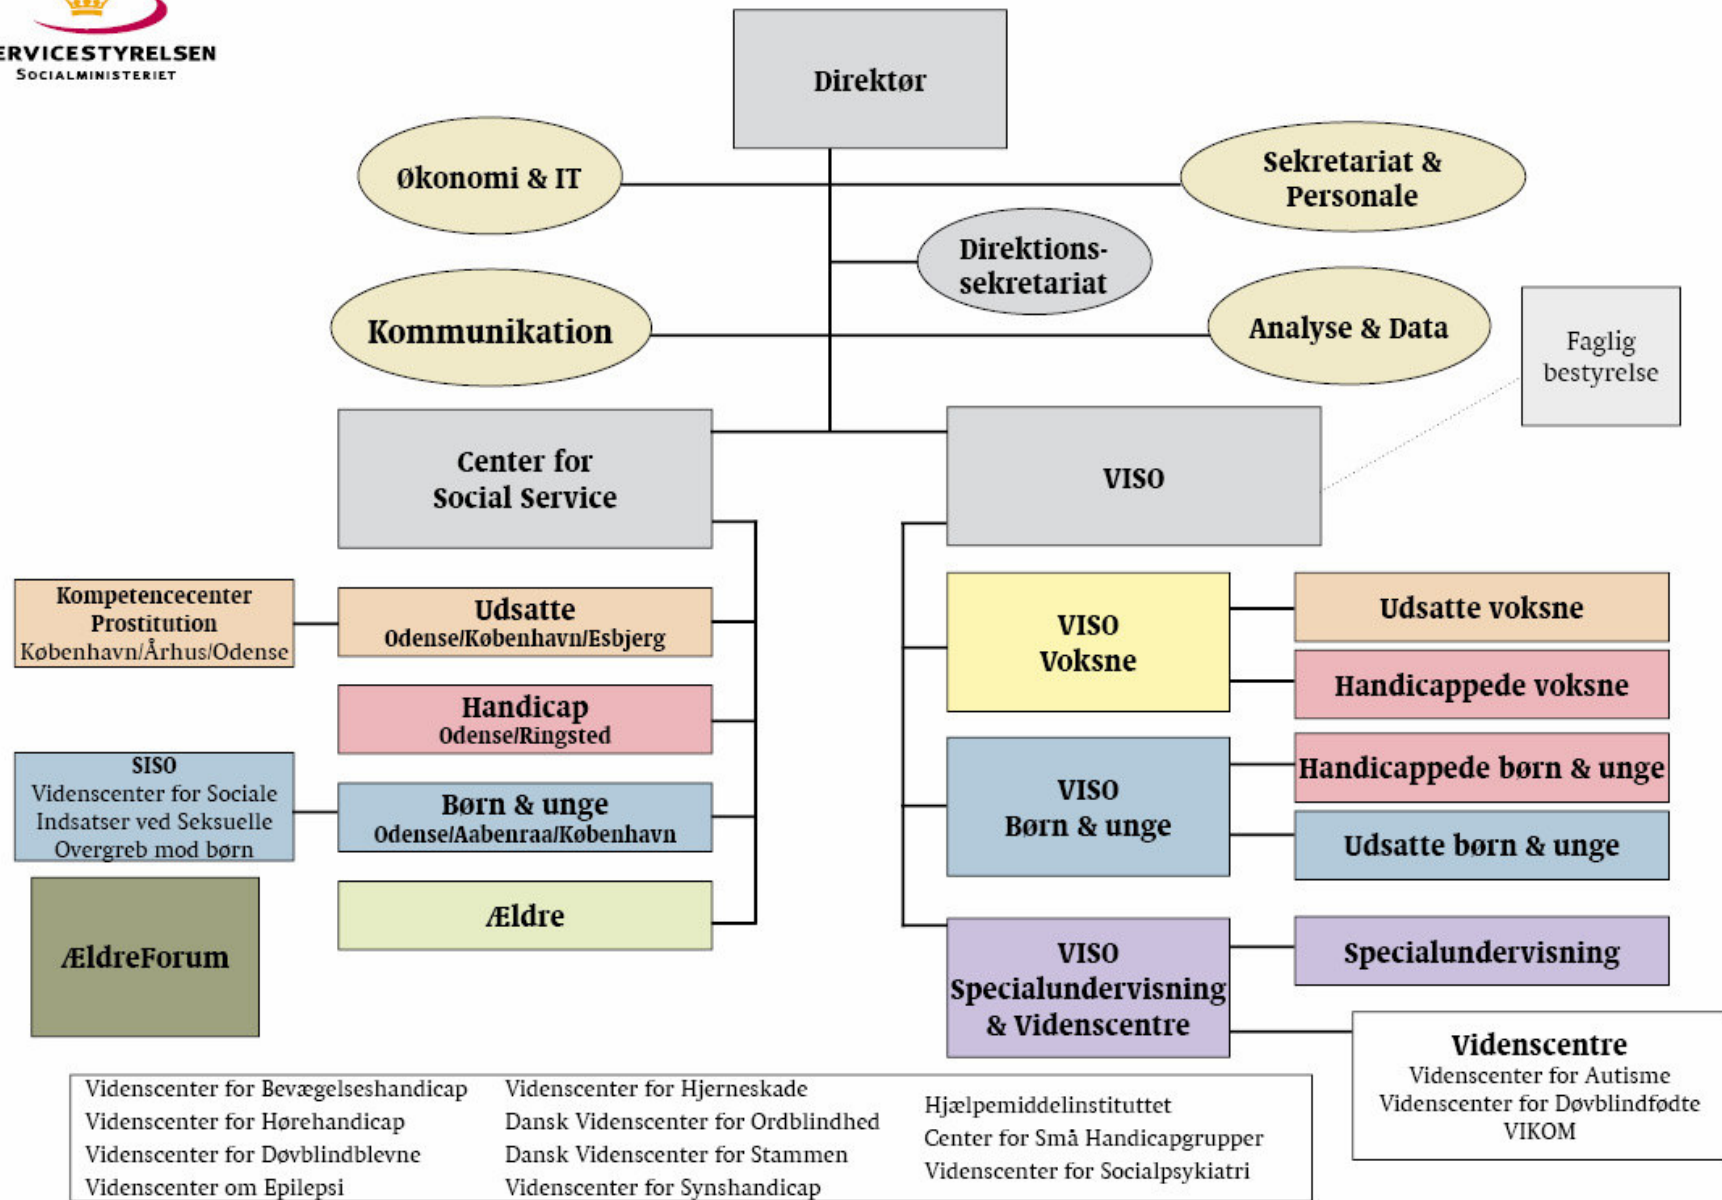 SERVICESTYRELSEN
SOCIALMINISTERIET
Direktør
Økonomi & IT
Sekretariat &
Personale
Direktions-
sekretariat
Kommunikation
Analyse & Data
Faglig
bestyrelse
Center for
Social Service
VISO
Kompetencecenter
Prostitution
København/Århus/Odense
Udsatte
Odense/København/Esbjerg
Handicap
Odense/Ringsted
SISO
Videnscenter for Sociale
Indsatser ved Seksuelle
Overgreb mod børn
Børn & unge
Odense/Aabenraa/København
Ældre
ÆldreForum
VISO
Voksne
Udsatte voksne
Handicappede voksne
VISO
Børn & unge
Handicappede børn & unge
Udsatte børn & unge
VISO
Specialundervisning
& Videnscentre
Specialundervisning
Videnscentre
Videnscenter for Autisme
Videnscenter for Døvblindfødte
VIKOM
Videnscenter for Bevægelseshandicap
Videnscenter for Hørehandicap
Videnscenter for Døvblindblevne
Videnscenter om Epilepsi
Videnscenter for Hjerneskade
Dansk Videnscenter for Ordblindhed
Dansk Videnscenter for Stammen
Videnscenter for Synshandicap
Hjælpemiddelinstituttet
Center for Små Handicapgrupper
Videnscenter for Socialpsykiatri